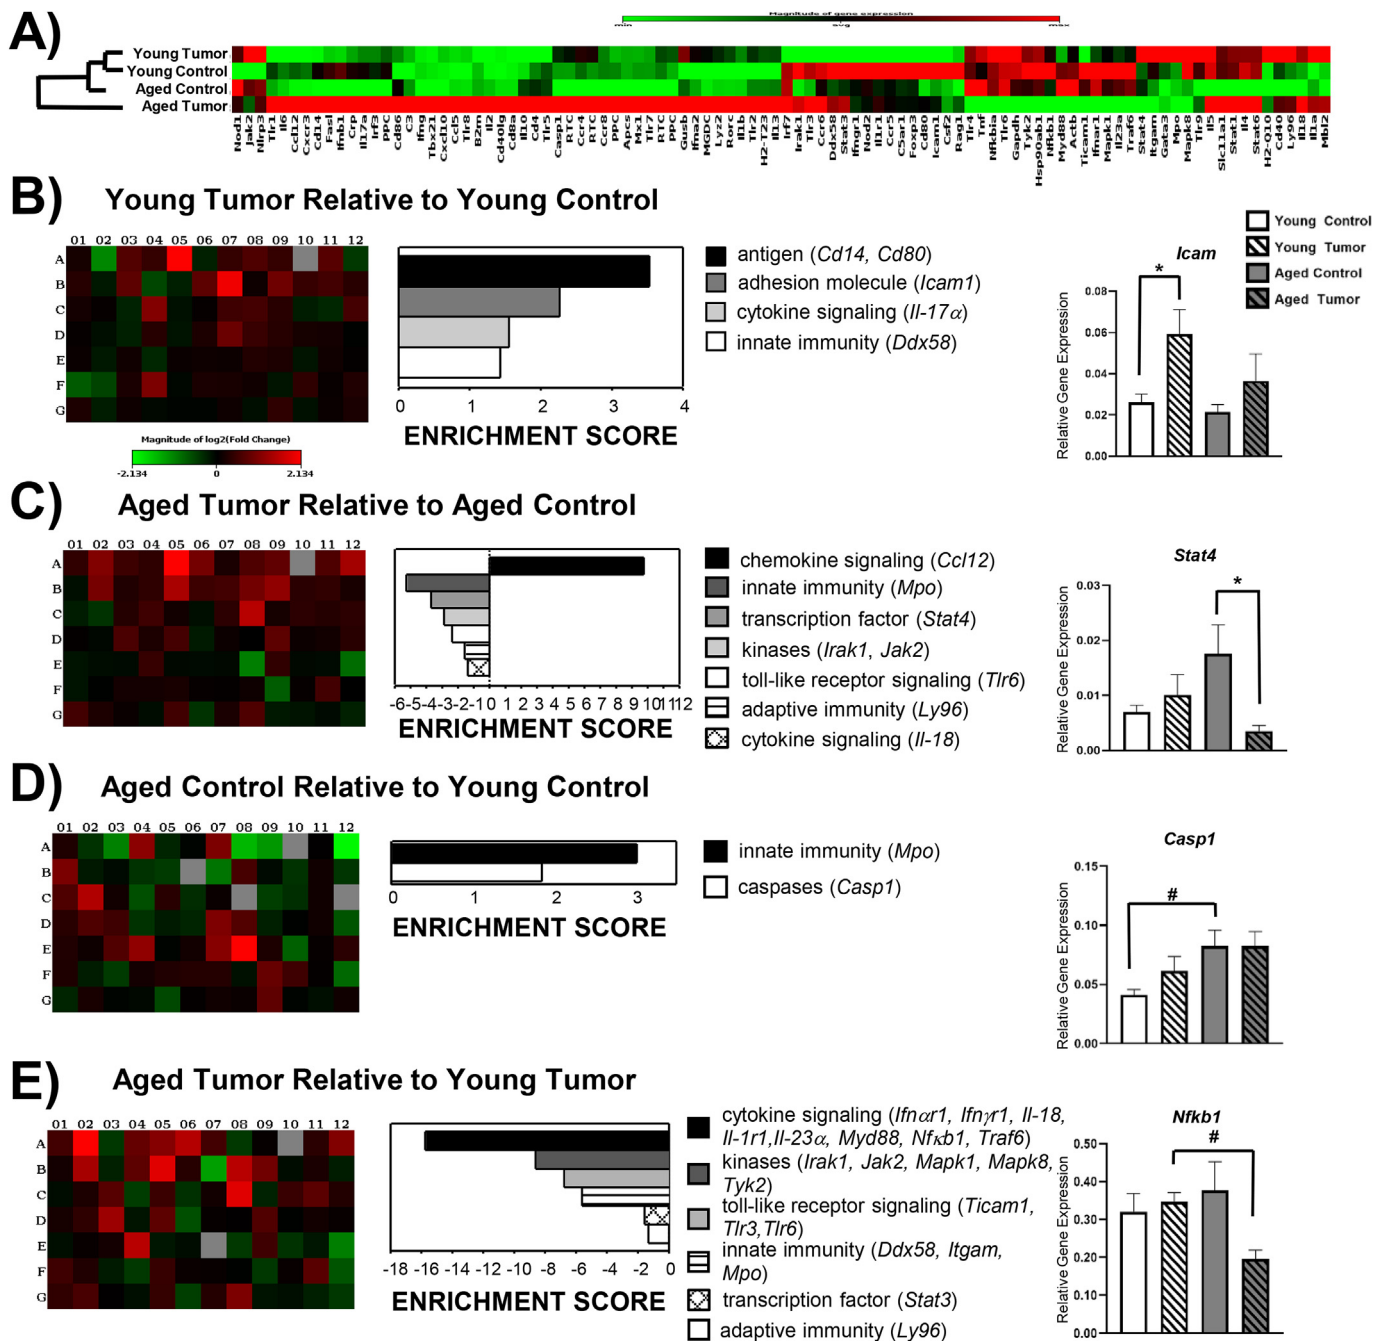 A)
Magnitude of gene expression
min avg max
Young Tumor
Young Control
Aged Control
Aged Tumor
Nod1 Jak2 Nlrp3 Tlr1 Il6 Ccl12 Cxcr3 Cd14 Fasl Ifnb1 Crp Il17a Irf3 PPC Cd86 C3 Ifng Tbx21 Cxcl10 Ccl5 Tlr8 B2m Cd40lg Cd8a Il10 Cd4 Tlr5 Casp1 RTC Ccr4 RTC Ccr8 PPC Apcs Mx1 Tlr7 RTC PPC Gusb Ifna2 MGDC Lyz2 Rorc Il1b Tlr2 H2-T23 Il13 Irf7 Irak1 Tlr3 Ccr6 Ddx58 Stat3 Ifngr1 Nod2 Il1r1 Ccr5 C5ar1 Foxp3 Cd80 Icam1 Csf2 Rag1 Tlr4 Tnf Nfkbia Tlr6 Gapdh Tyk2 Hsp90ab1 Nfkb1 Myd88 Actb Ticam1 Ifnar1 Mapk1 Il23a Traf6 Stat4 Itgam Gata3 Mpo Mapk8 Tlr9 Il5 Slc11a1 Stat1 Il4 Stat6 H2-Q10 Cd40 Ly96 Il18 Il1a Mbl2
B)
Young Tumor Relative to Young Control
01 02 03 04 05 06 07 08 09 10 11 12
A
B
C
D
E
F
G
Magnitude of log2(Fold Change)
-2.134 0 2.134
0 1 2 3 4
ENRICHMENT SCORE
antigen (Cd14, Cd80)
adhesion molecule (Icam1)
cytokine signaling (Il-17α)
innate immunity (Ddx58)
Young Control
Young Tumor
Aged Control
Aged Tumor
Icam
*
Relative Gene Expression
0.08
0.06
0.04
0.02
0.00
C)
Aged Tumor Relative to Aged Control
01 02 03 04 05 06 07 08 09 10 11 12
A
B
C
D
E
F
G
-6-5-4-3-2-1 0 1 2 3 4 5 6 7 8 9 10 11 12
ENRICHMENT SCORE
chemokine signaling (Ccl12)
innate immunity (Mpo)
transcription factor (Stat4)
kinases (Irak1, Jak2)
toll-like receptor signaling (Tlr6)
adaptive immunity (Ly96)
cytokine signaling (Il-18)
Stat4
*
Relative Gene Expression
0.03
0.02
0.01
0.00
D)
Aged Control Relative to Young Control
01 02 03 04 05 06 07 08 09 10 11 12
A
B
C
D
E
F
G
0 1 2 3
ENRICHMENT SCORE
innate immunity (Mpo)
caspases (Casp1)
Casp1
#
Relative Gene Expression
0.15
0.10
0.05
0.00
E)
Aged Tumor Relative to Young Tumor
01 02 03 04 05 06 07 08 09 10 11 12
A
B
C
D
E
F
G
-18 -16 -14 -12 -10 -8 -6 -4 -2 0
ENRICHMENT SCORE
cytokine signaling (Ifnαr1, Ifnγr1, Il-18,
Il-1r1,Il-23α, Myd88, Nfκb1, Traf6)
kinases (Irak1, Jak2, Mapk1, Mapk8,
Tyk2)
toll-like receptor signaling (Ticam1,
Tlr3,Tlr6)
innate immunity (Ddx58, Itgam,
Mpo)
transcription factor (Stat3)
adaptive immunity (Ly96)
Nfkb1
#
Relative Gene Expression
0.50
0.40
0.30
0.20
0.10
0.00